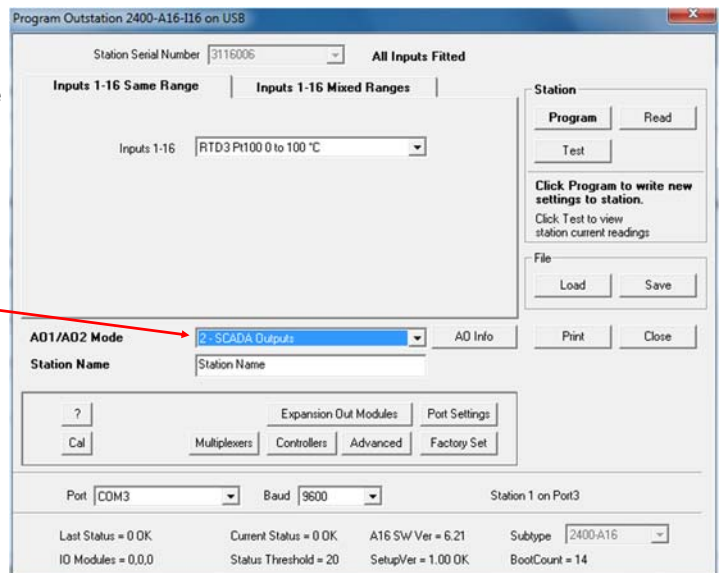 Program Outstation 2400-A16-I16 on USB
Station Serial Number 3116006 All Inputs Fitted
Inputs 1-16 Same Range Inputs 1-16 Mixed Ranges
Inputs 1-16 RTD3 Pt100 0 to 100 °C
Station
Program Read
Test
Click Program to write new
settings to station.
Click Test to view
station current readings
File
Load Save
AO1/AO2 Mode 2 - SCADA Outputs AO Info Print Close
Station Name Station Name
? Expansion Out Modules Port Settings
Cal Multiplexers Controllers Advanced Factory Set
Port COM3 Baud 9600 Station 1 on Port3
Last Status = 0 OK Current Status = 0 OK A16 SW Ver = 6.21 Subtype 2400-A16
IO Modules = 0,0,0 Status Threshold = 20 SetupVer = 1.00 OK BootCount = 14